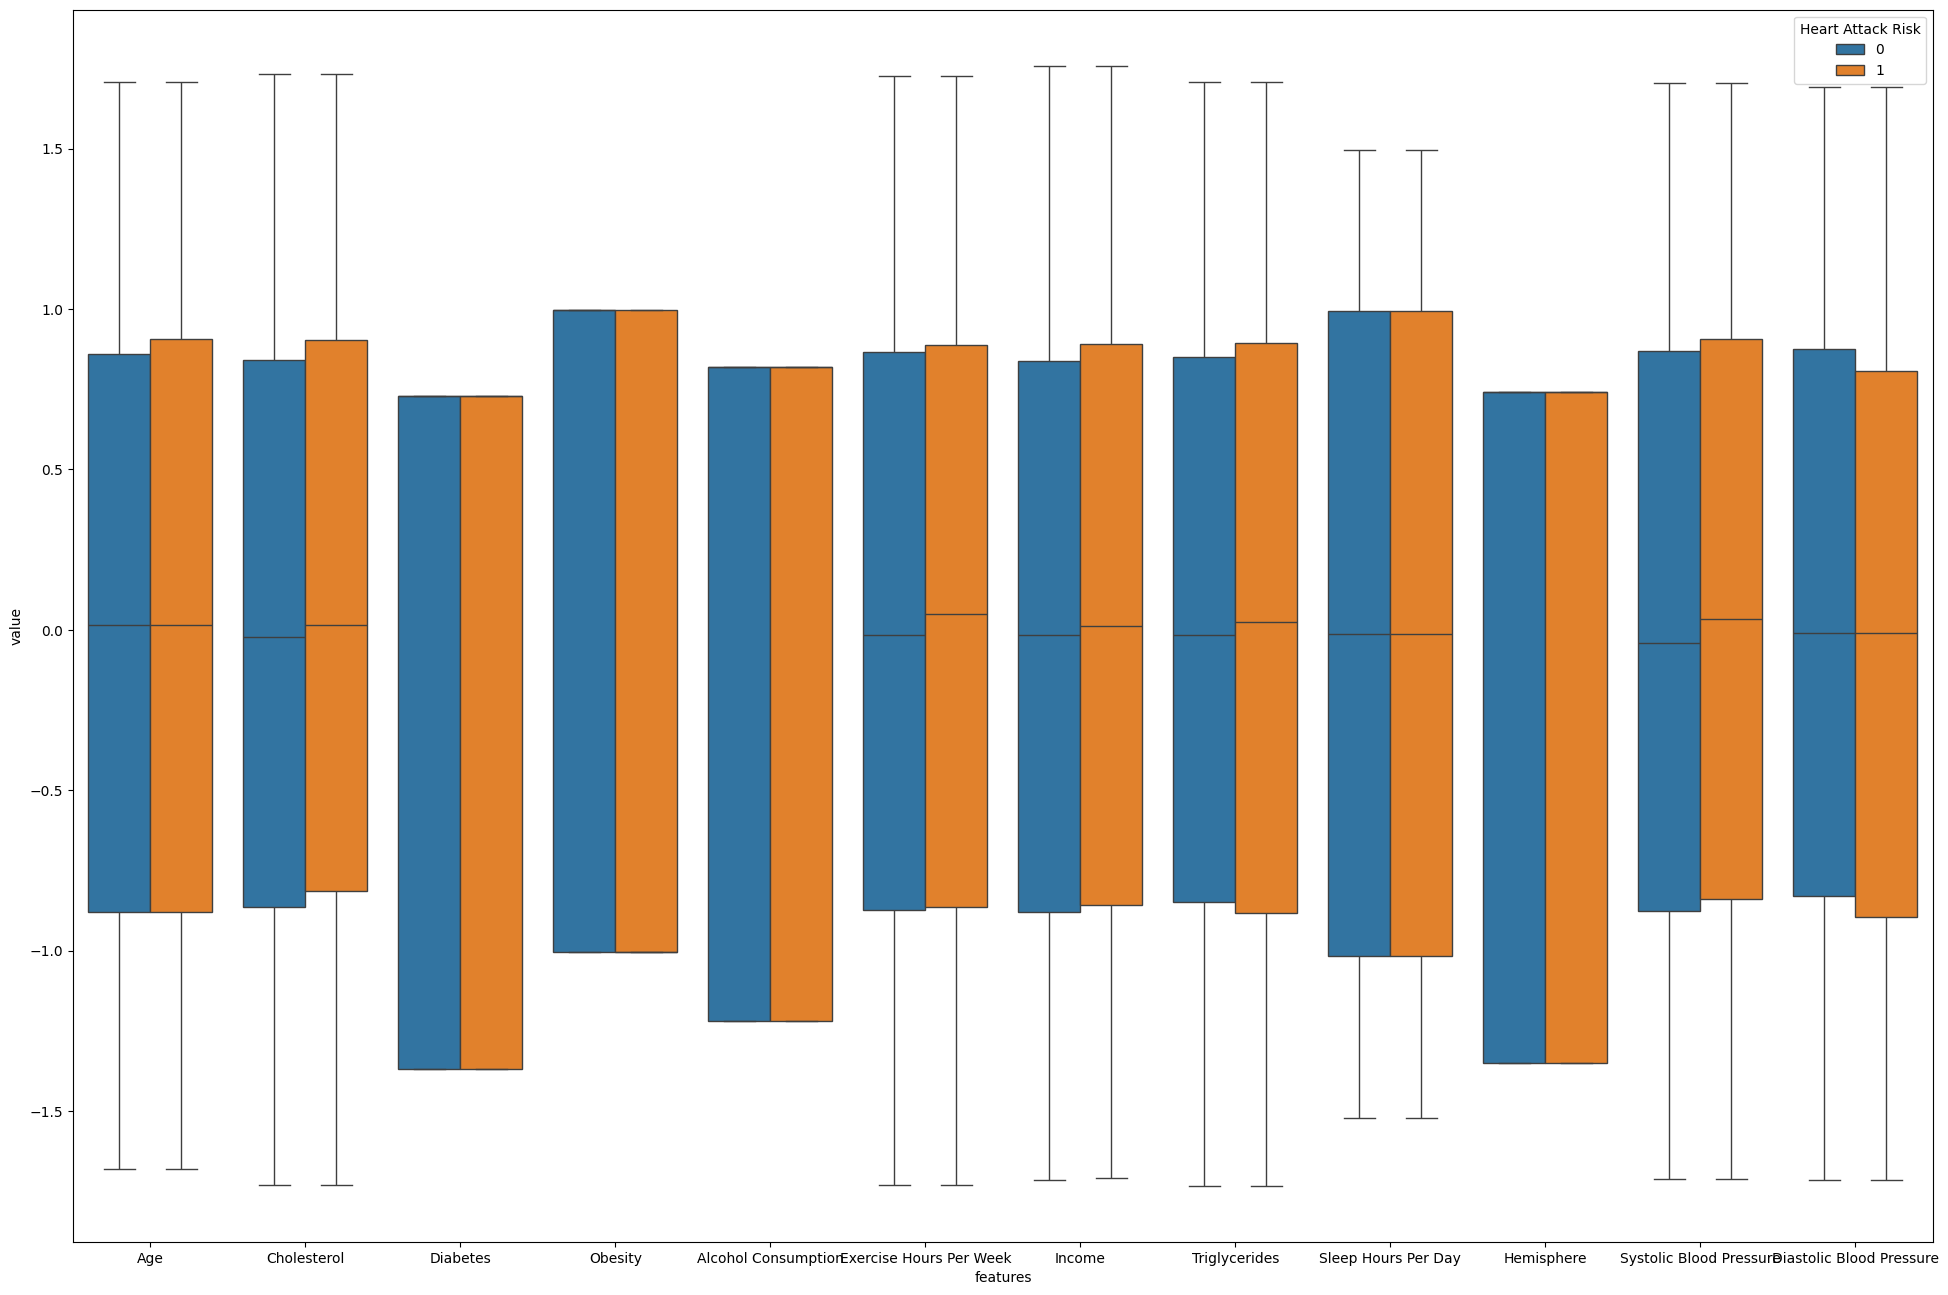 Heart Attack Risk
0
1
1.5
1.0
0.5
0.0
−0.5
−1.0
−1.5
value
Age Cholesterol Diabetes Obesity Alcohol Consumption Exercise Hours Per Week Income Triglycerides Sleep Hours Per Day Hemisphere Systolic Blood Pressure Diastolic Blood Pressure
features